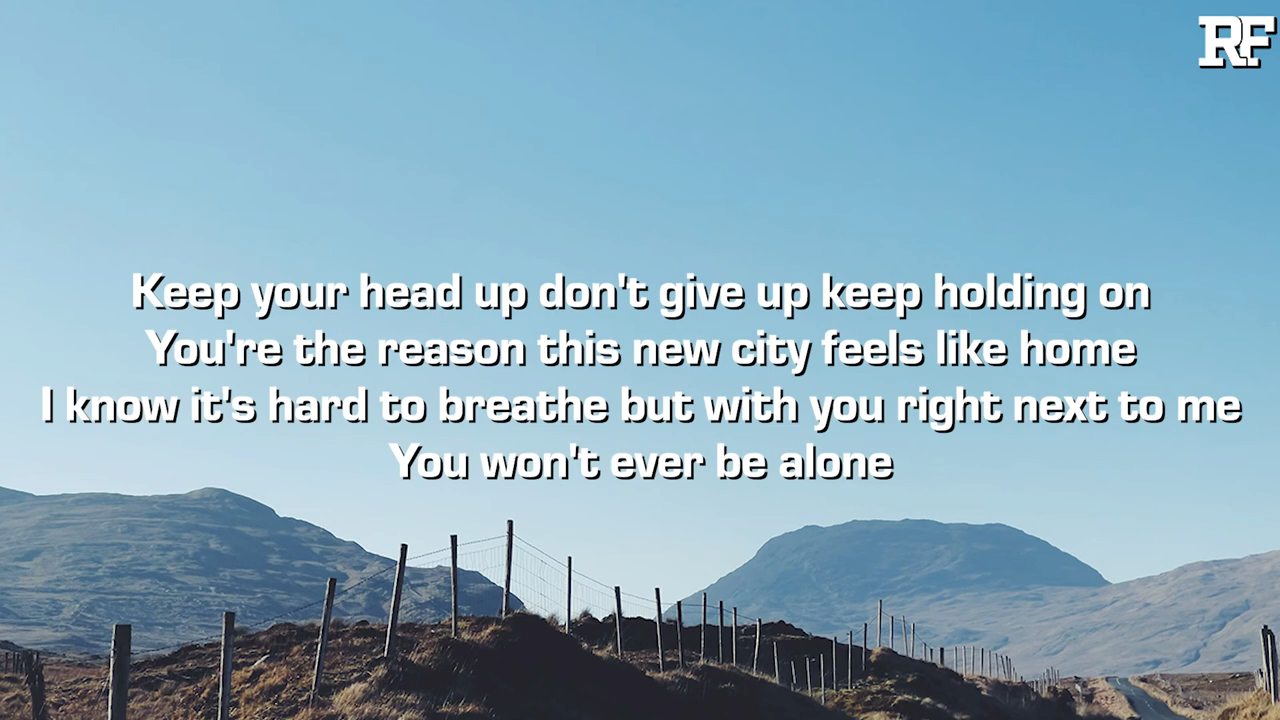 RF
Keep your head up don't give up keep holding on
You're the reason this new city feels like home
I know it's hard to breathe but with you right next to me
You won't ever be alone